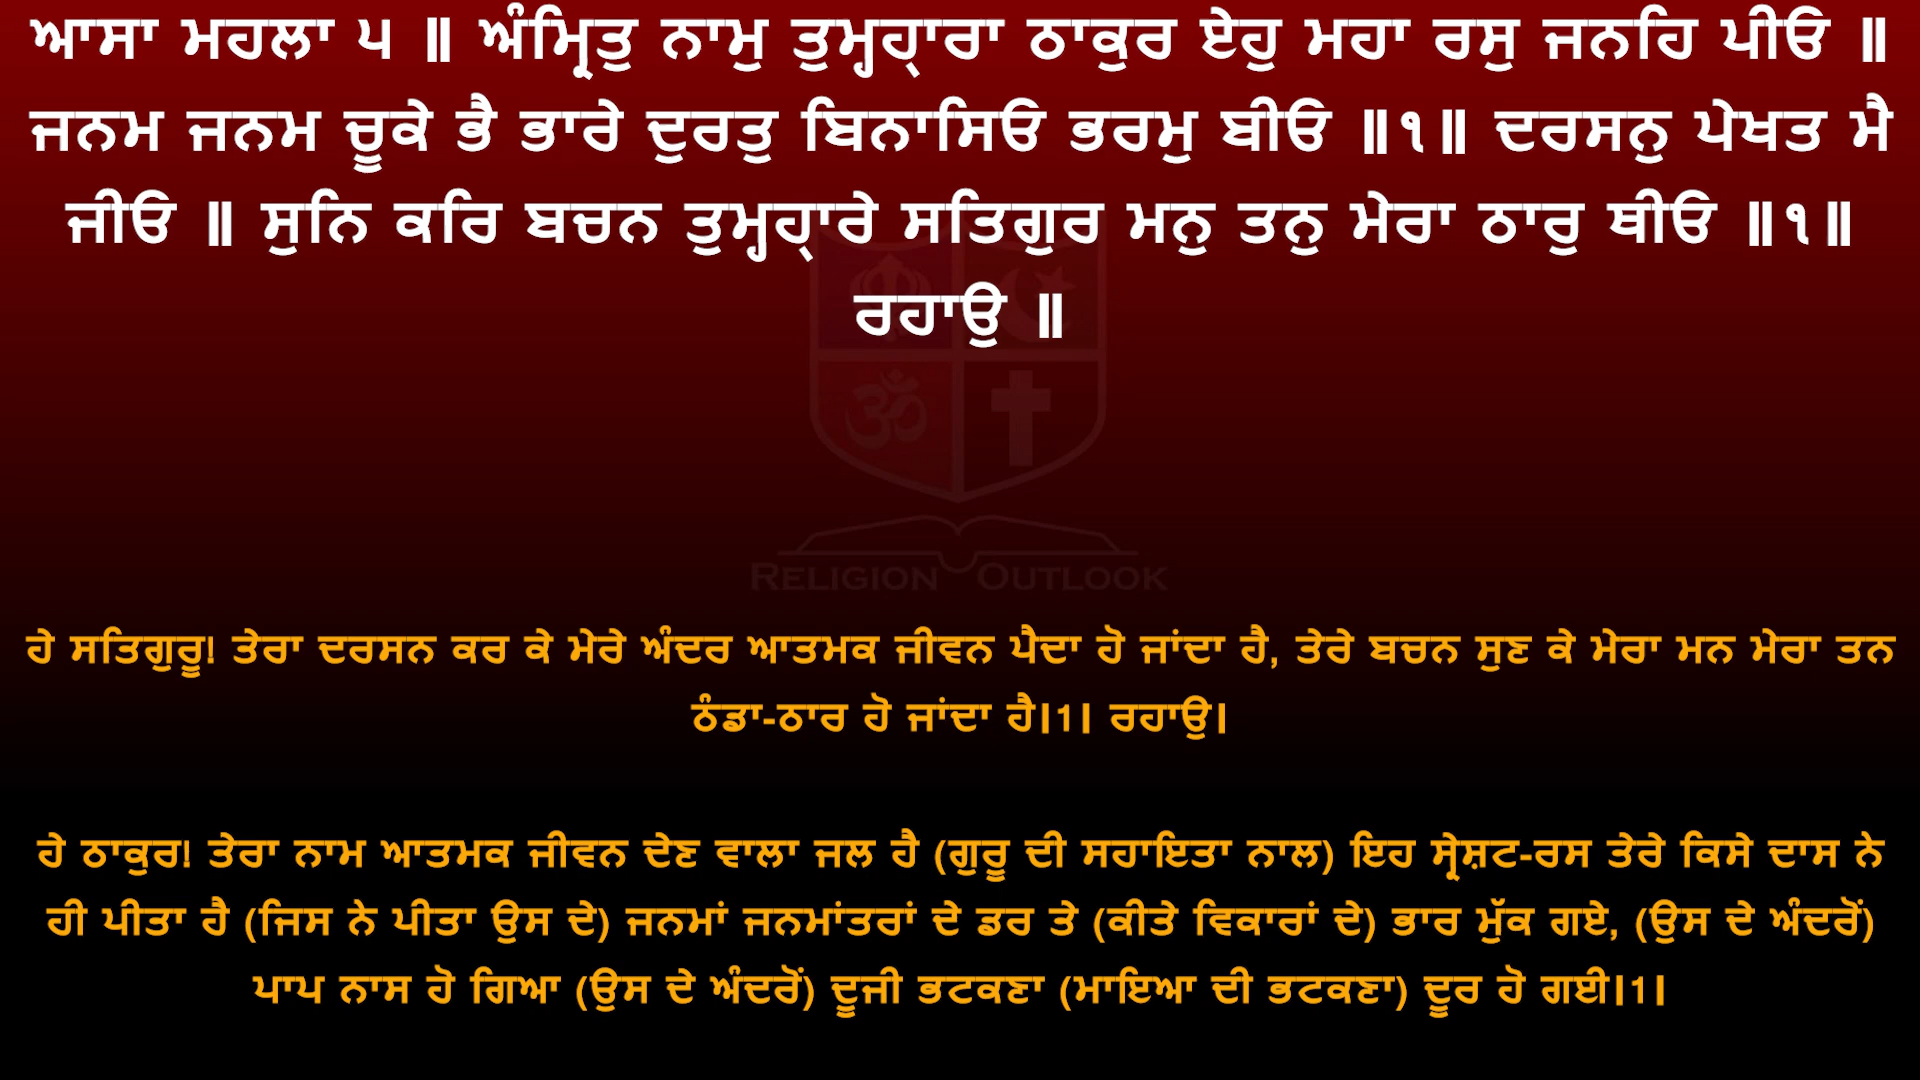 ਆਸਾ ਮਹਲਾ ੫ ॥ ਅੰਮ੍ਰਿਤੁ ਨਾਮੁ ਤੁਮ੍ਹ੍ਹਾਰਾ ਠਾਕੁਰ ਏਹੁ ਮਹਾ ਰਸੁ ਜਨਹਿ ਪੀਓ ॥
ਜਨਮ ਜਨਮ ਚੂਕੇ ਭੈ ਭਾਰੇ ਦੁਰਤੁ ਬਿਨਾਸਿਓ ਭਰਮੁ ਬੀਓ ॥੧॥ ਦਰਸਨੁ ਪੇਖਤ ਮੈ
ਜੀਓ ॥ ਸੁਨਿ ਕਰਿ ਬਚਨ ਤੁਮ੍ਹ੍ਹਾਰੇ ਸਤਿਗੁਰ ਮਨੁ ਤਨੁ ਮੇਰਾ ਠਾਰੁ ਥੀਓ ॥੧॥
ਰਹਾਉ ॥
RELIGION OUTLOOK
ਹੇ ਸਤਿਗੁਰੂ! ਤੇਰਾ ਦਰਸਨ ਕਰ ਕੇ ਮੇਰੇ ਅੰਦਰ ਆਤਮਕ ਜੀਵਨ ਪੈਦਾ ਹੋ ਜਾਂਦਾ ਹੈ, ਤੇਰੇ ਬਚਨ ਸੁਣ ਕੇ ਮੇਰਾ ਮਨ ਮੇਰਾ ਤਨ
ਠੰਡਾ-ਠਾਰ ਹੋ ਜਾਂਦਾ ਹੈ।1। ਰਹਾਉ।
ਹੇ ਠਾਕੁਰ! ਤੇਰਾ ਨਾਮ ਆਤਮਕ ਜੀਵਨ ਦੇਣ ਵਾਲਾ ਜਲ ਹੈ (ਗੁਰੂ ਦੀ ਸਹਾਇਤਾ ਨਾਲ) ਇਹ ਸ੍ਰੇਸ਼ਟ-ਰਸ ਤੇਰੇ ਕਿਸੇ ਦਾਸ ਨੇ
ਹੀ ਪੀਤਾ ਹੈ (ਜਿਸ ਨੇ ਪੀਤਾ ਉਸ ਦੇ) ਜਨਮਾਂ ਜਨਮਾਂਤਰਾਂ ਦੇ ਡਰ ਤੇ (ਕੀਤੇ ਵਿਕਾਰਾਂ ਦੇ) ਭਾਰ ਮੁੱਕ ਗਏ, (ਉਸ ਦੇ ਅੰਦਰੋਂ)
ਪਾਪ ਨਾਸ ਹੋ ਗਿਆ (ਉਸ ਦੇ ਅੰਦਰੋਂ) ਦੂਜੀ ਭਟਕਣਾ (ਮਾਇਆ ਦੀ ਭਟਕਣਾ) ਦੂਰ ਹੋ ਗਈ।1।